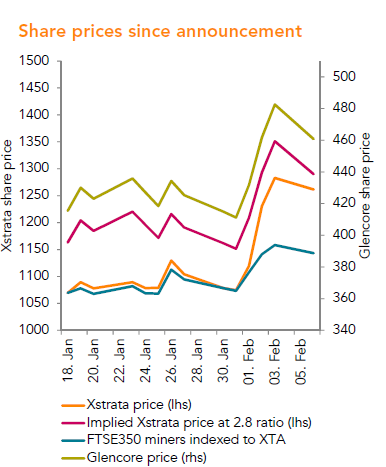 Share prices since announcement
Xstrata share price
1500
1450
1400
1350
1300
1250
1200
1150
1100
1050
1000
500
480
460
440
420
400
380
360
340
Glencore share price
18. Jan
20. Jan
22. Jan
24. Jan
26. Jan
28. Jan
30. Jan
01. Feb
03. Feb
05. Feb
Xstrata price (lhs)
Implied Xstrata price at 2.8 ratio (lhs)
FTSE350 miners indexed to XTA
Glencore price (rhs)